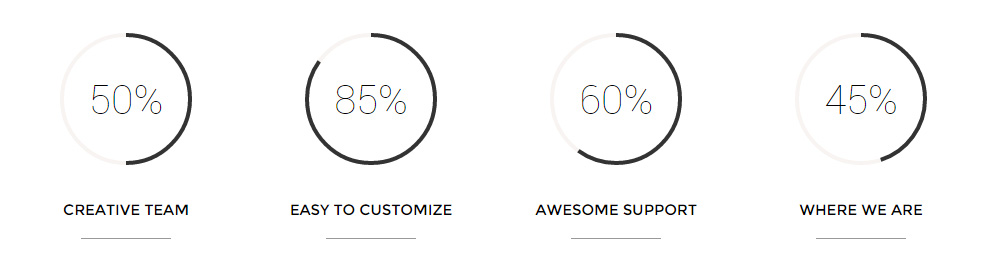 50% 85% 60% 45%
CREATIVE TEAM EASY TO CUSTOMIZE AWESOME SUPPORT WHERE WE ARE